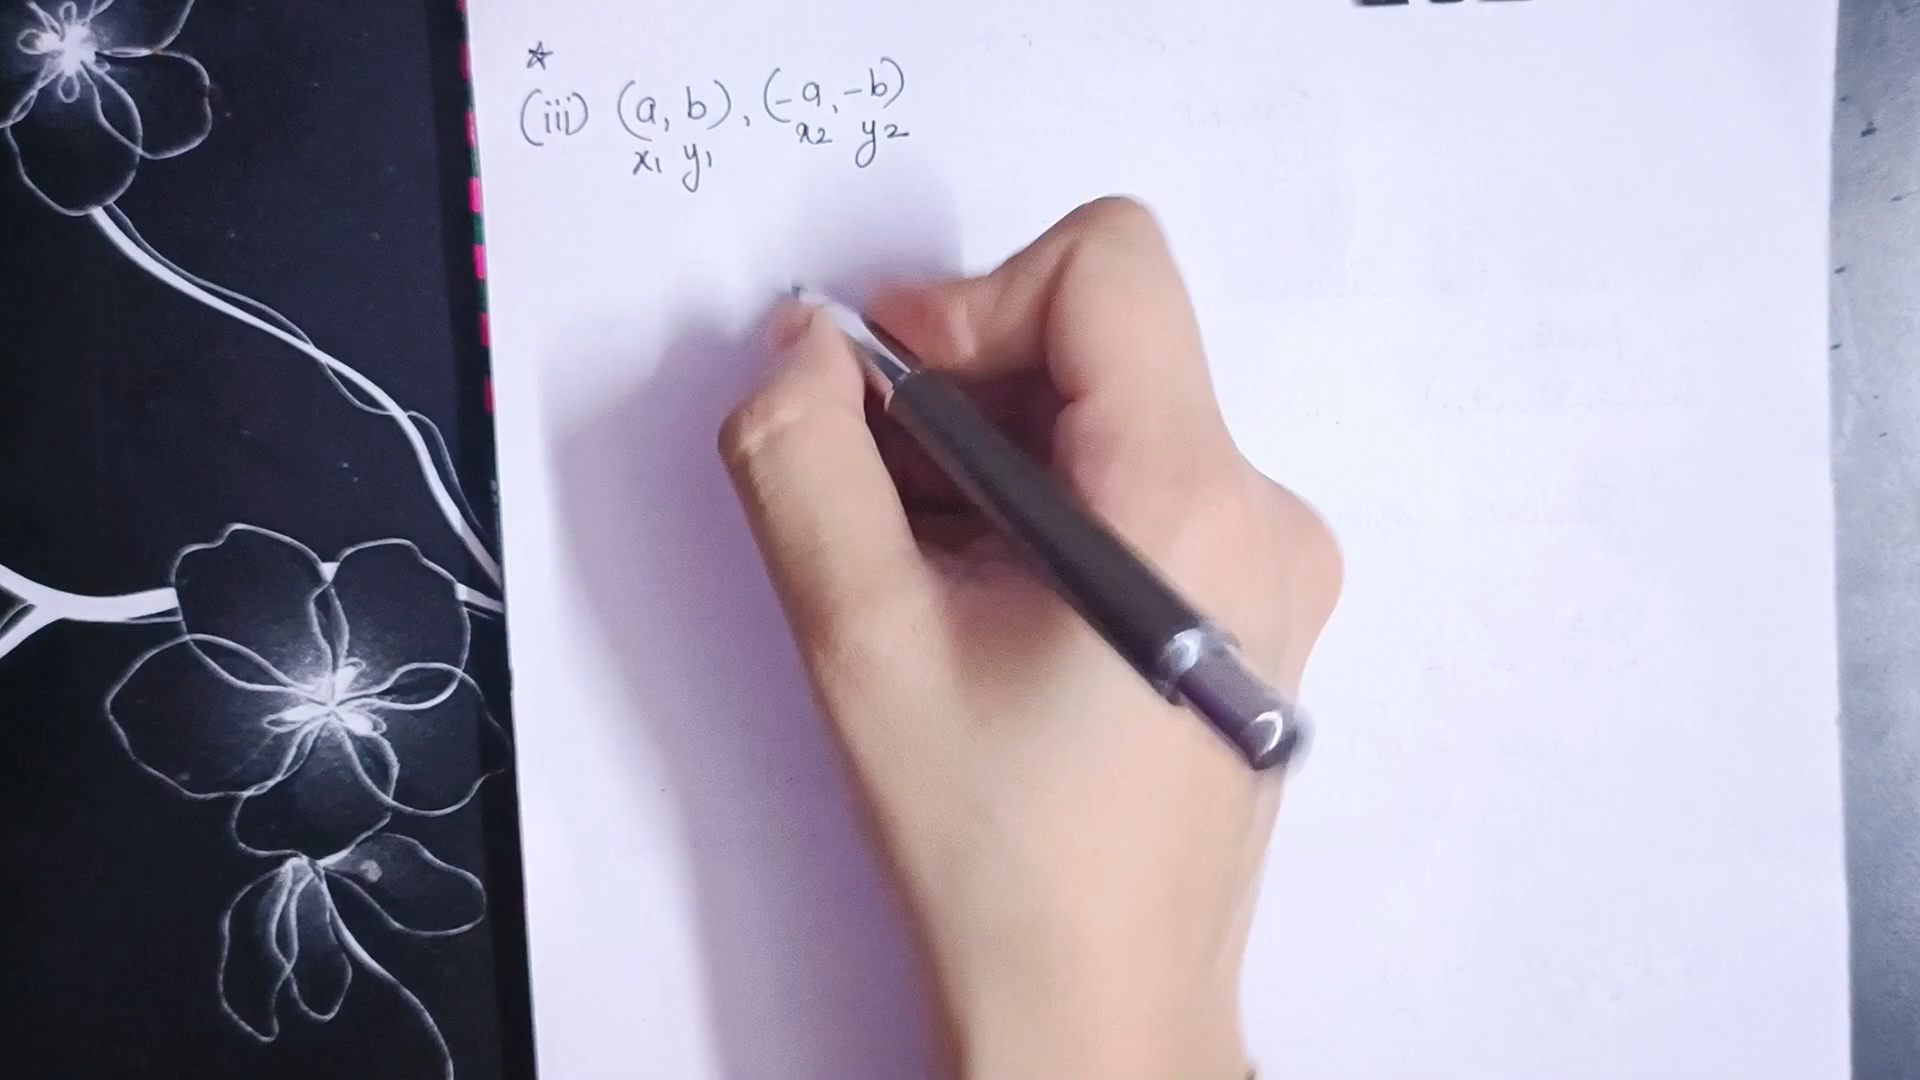 ☆
(iii) (a, b), (-a, -b)
x1 y1 x2 y2